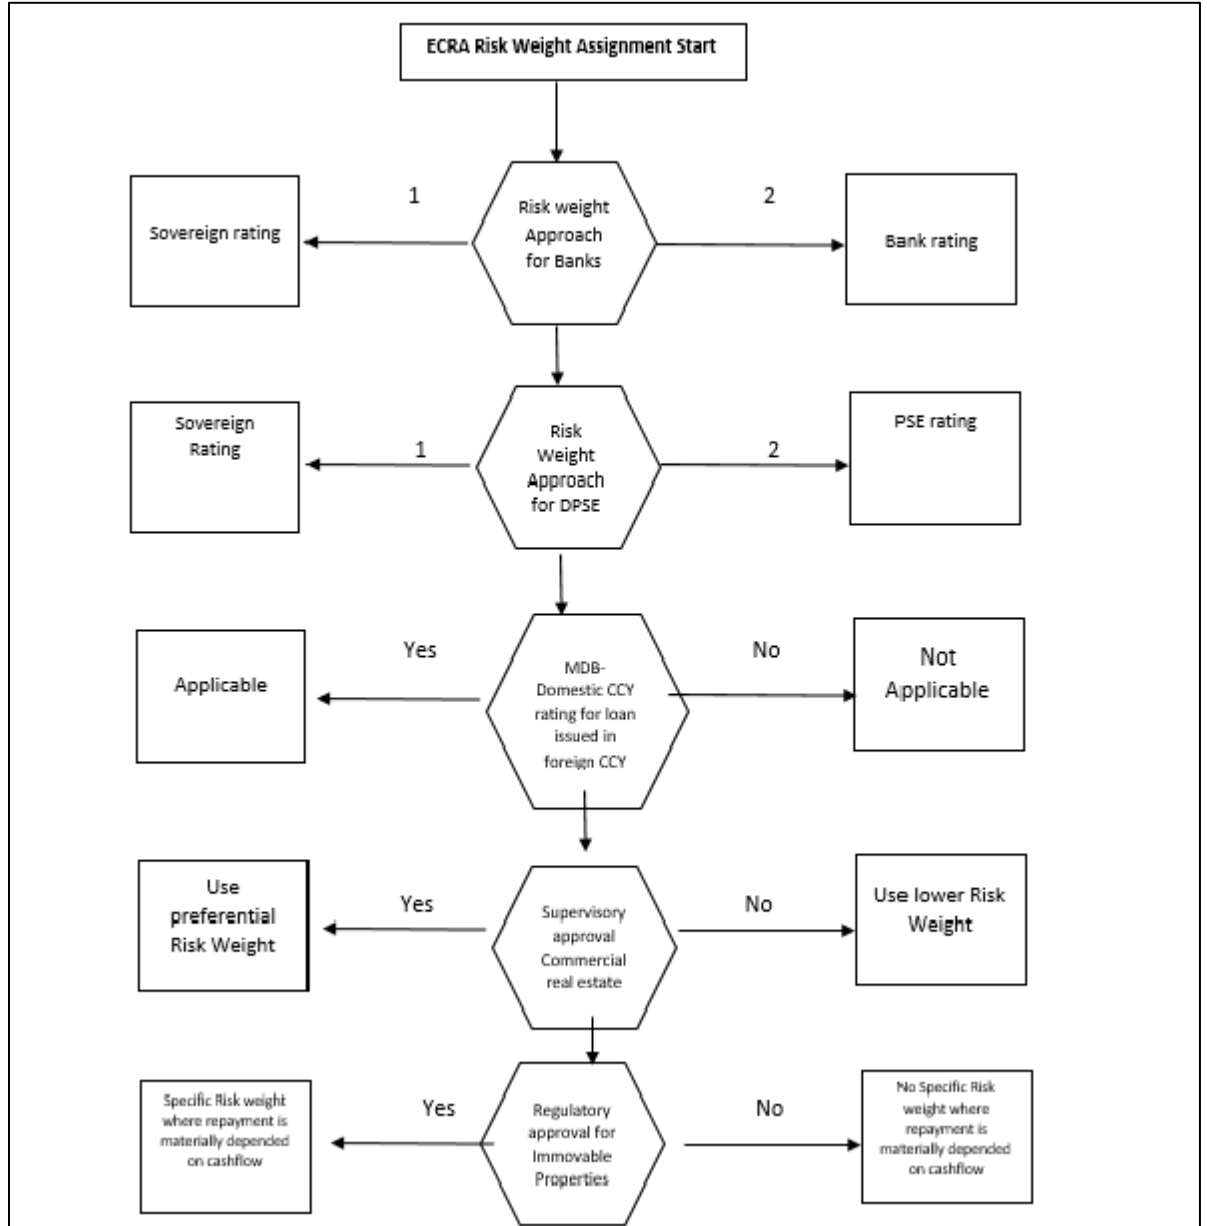 ECRA Risk Weight Assignment Start
1
2
Sovereign rating
Risk weight
Approach
for Banks
Bank rating
Sovereign
Rating
1
Risk
Weight
Approach
for DPSE
2
PSE rating
Applicable
Yes
MDB-
Domestic CCY
rating for loan
issued in
foreign CCY
No
Not
Applicable
Use
preferential
Risk Weight
Yes
Supervisory
approval
Commercial
real estate
No
Use lower Risk
Weight
Specific Risk weight
where repayment is
materially depended
on cashflow
Yes
Regulatory
approval for
Immovable
Properties
No
No Specific Risk
weight where
repayment is
materially depended
on cashflow